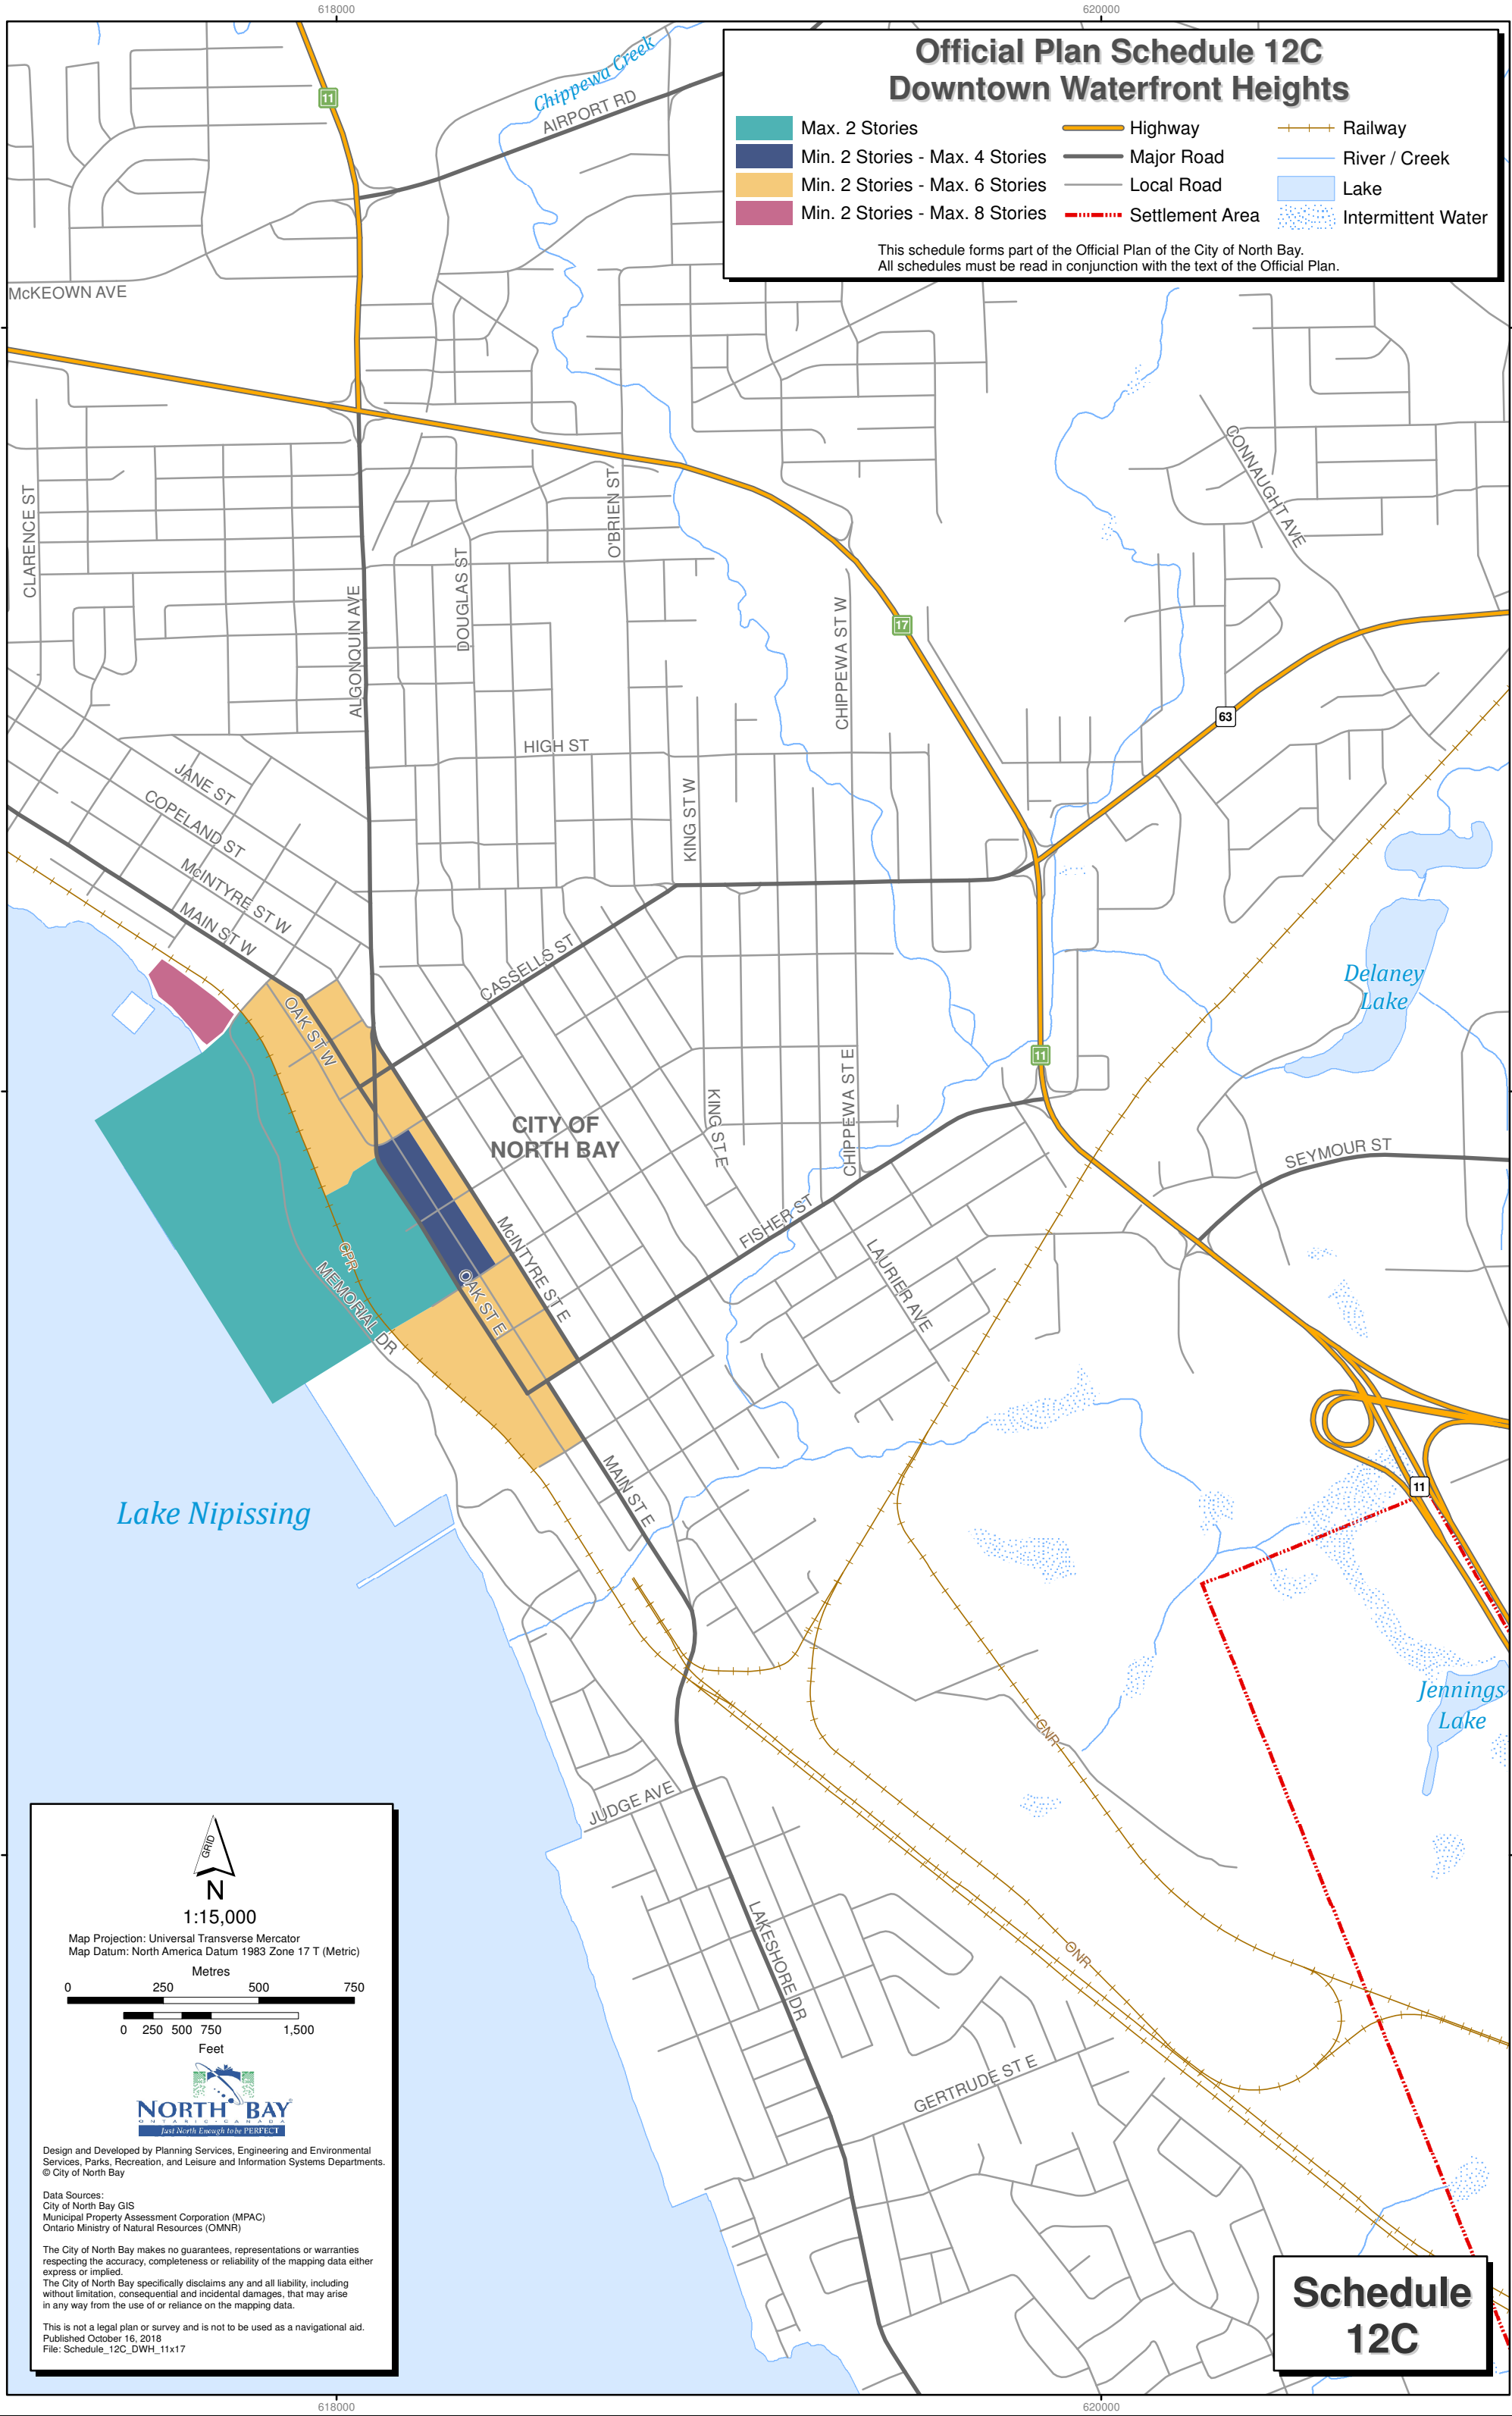 618000
620000
Official Plan Schedule 12C
Downtown Waterfront Heights
Max. 2 Stories
Min. 2 Stories - Max. 4 Stories
Min. 2 Stories - Max. 6 Stories
Min. 2 Stories - Max. 8 Stories
Highway
Major Road
Local Road
Settlement Area
Railway
River / Creek
Lake
Intermittent Water
This schedule forms part of the Official Plan of the City of North Bay.
All schedules must be read in conjunction with the text of the Official Plan.
Chippewa Creek
AIRPORT RD
11
McKEOWN AVE
CONNAUGHT AVE
CLARENCE ST
O'BRIEN ST
DOUGLAS ST
ALGONQUIN AVE
CHIPPEWA ST W
17
63
HIGH ST
JANE ST
COPELAND ST
KING ST W
McINTYRE ST W
MAIN ST W
CASSELLS ST
Delaney
Lake
OAK ST W
11
CITY OF
NORTH BAY
KING ST E
CHIPPEWA ST E
SEYMOUR ST
FISHER ST
McINTYRE ST E
LAURIER AVE
CPR
MEMORIAL DR
OAK ST E
MAIN ST E
11
Lake Nipissing
Jennings
Lake
ONR
JUDGE AVE
LAKESHORE DR
ONR
GERTRUDE ST E
GRID
N
1:15,000
Map Projection: Universal Transverse Mercator
Map Datum: North America Datum 1983 Zone 17 T (Metric)
Metres
0 250 500 750
0 250 500 750 1,500
Feet
NORTH BAY
ONTARIO · CANADA
Just North Enough to be PERFECT
Design and Developed by Planning Services, Engineering and Environmental
Services, Parks, Recreation, and Leisure and Information Systems Departments.
© City of North Bay
Data Sources:
City of North Bay GIS
Municipal Property Assessment Corporation (MPAC)
Ontario Ministry of Natural Resources (OMNR)
The City of North Bay makes no guarantees, representations or warranties
respecting the accuracy, completeness or reliability of the mapping data either
express or implied.
The City of North Bay specifically disclaims any and all liability, including
without limitation, consequential and incidental damages, that may arise
in any way from the use of or reliance on the mapping data.
This is not a legal plan or survey and is not to be used as a navigational aid.
Published October 16, 2018
File: Schedule_12C_DWH_11x17
Schedule
12C
618000
620000